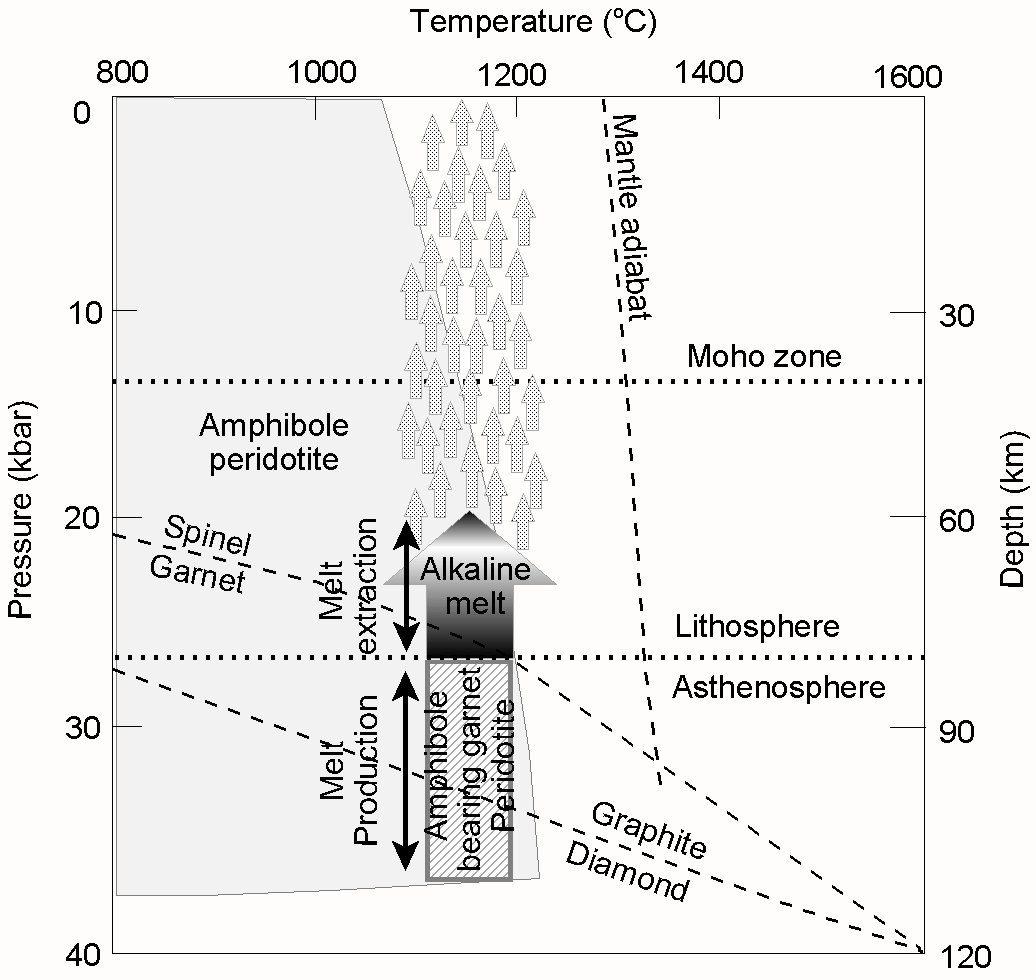 Temperature (ºC)
800
1000
1200
1400
1600
0
10
20
30
40
Pressure (kbar)
30
60
90
120
Depth (km)
Mantle adiabat
Moho zone
Amphibole
peridotite
Spinel
Garnet
Melt
extraction
Alkaline
melt
Lithosphere
Asthenosphere
Melt
Production
Amphibole
bearing garnet
Peridotite
Graphite
Diamond